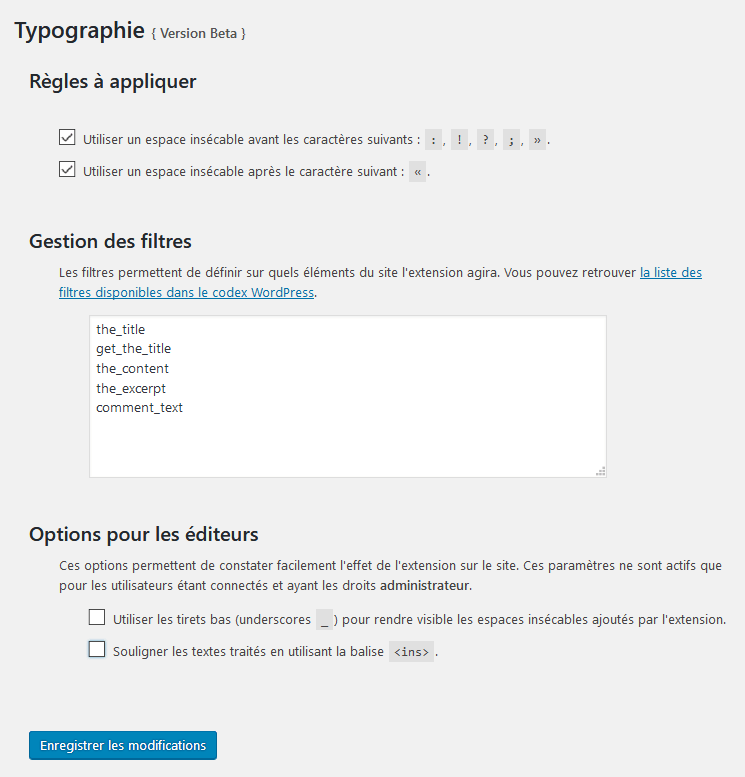 Typographie { Version Beta }
Règles à appliquer
Utiliser un espace insécable avant les caractères suivants : :, !, ?, ;, ».
Utiliser un espace insécable après le caractère suivant : «.
Gestion des filtres
Les filtres permettent de définir sur quels éléments du site l'extension agira. Vous pouvez retrouver la liste des
filtres disponibles dans le codex WordPress.
the_title
get_the_title
the_content
the_excerpt
comment_text
Options pour les éditeurs
Ces options permettent de constater facilement l'effet de l'extension sur le site. Ces paramètres ne sont actifs que
pour les utilisateurs étant connectés et ayant les droits administrateur.
Utiliser les tirets bas (underscores _) pour rendre visible les espaces insécables ajoutés par l'extension.
Souligner les textes traités en utilisant la balise <ins>.
Enregistrer les modifications